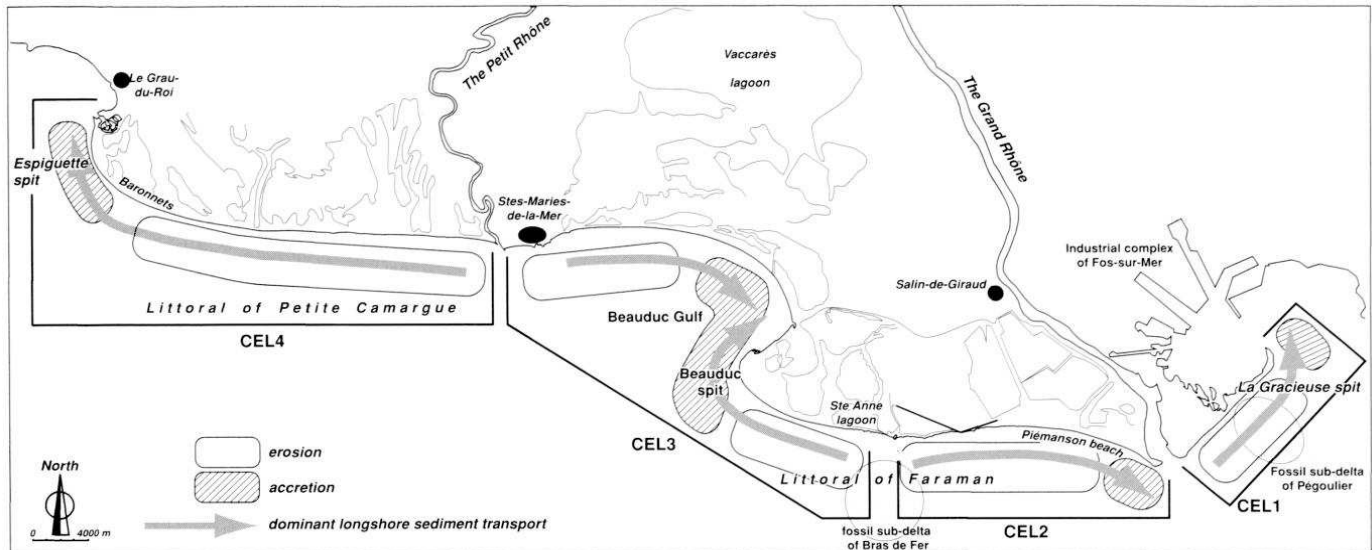 Le Grau-
du-Roi
The Petit Rhône
Vaccarès
lagoon
The Grand Rhône
Espiguette
spit
Baronnets
Stes-Maries-
de-la-Mer
Industrial complex
of Fos-sur-Mer
Salin-de-Giraud
Littoral of Petite Camargue
CEL4
Beauduc Gulf
Beauduc
spit
La Gracieuse spit
Ste Anne
lagoon
CEL3
Piémanson beach
Littoral of Faraman
Fossil sub-delta
of Pégoulier
CEL1
fossil sub-delta
of Bras de Fer
CEL2
North
0 4000 m
erosion
accretion
dominant longshore sediment transport